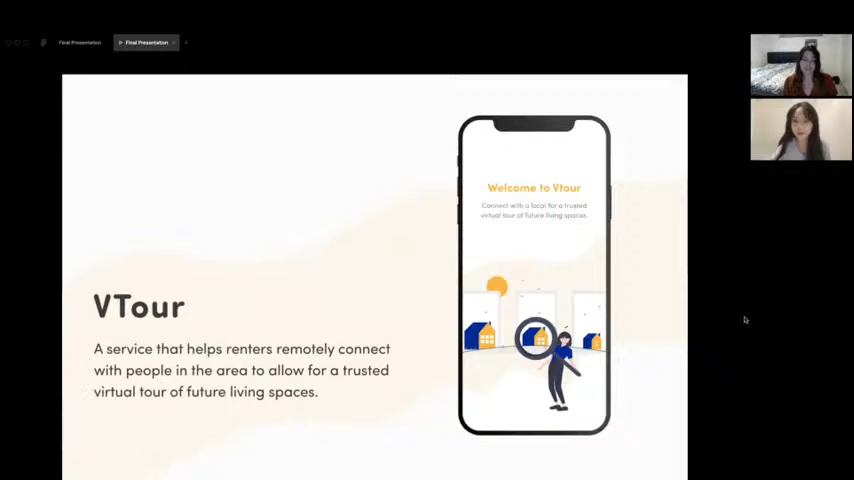 Final Presentation
Final Presentation
Welcome to Vtour
Connect with a local for a trusted
virtual tour of future living spaces.
VTour
A service that helps renters remotely connect
with people in the area to allow for a trusted
virtual tour of future living spaces.